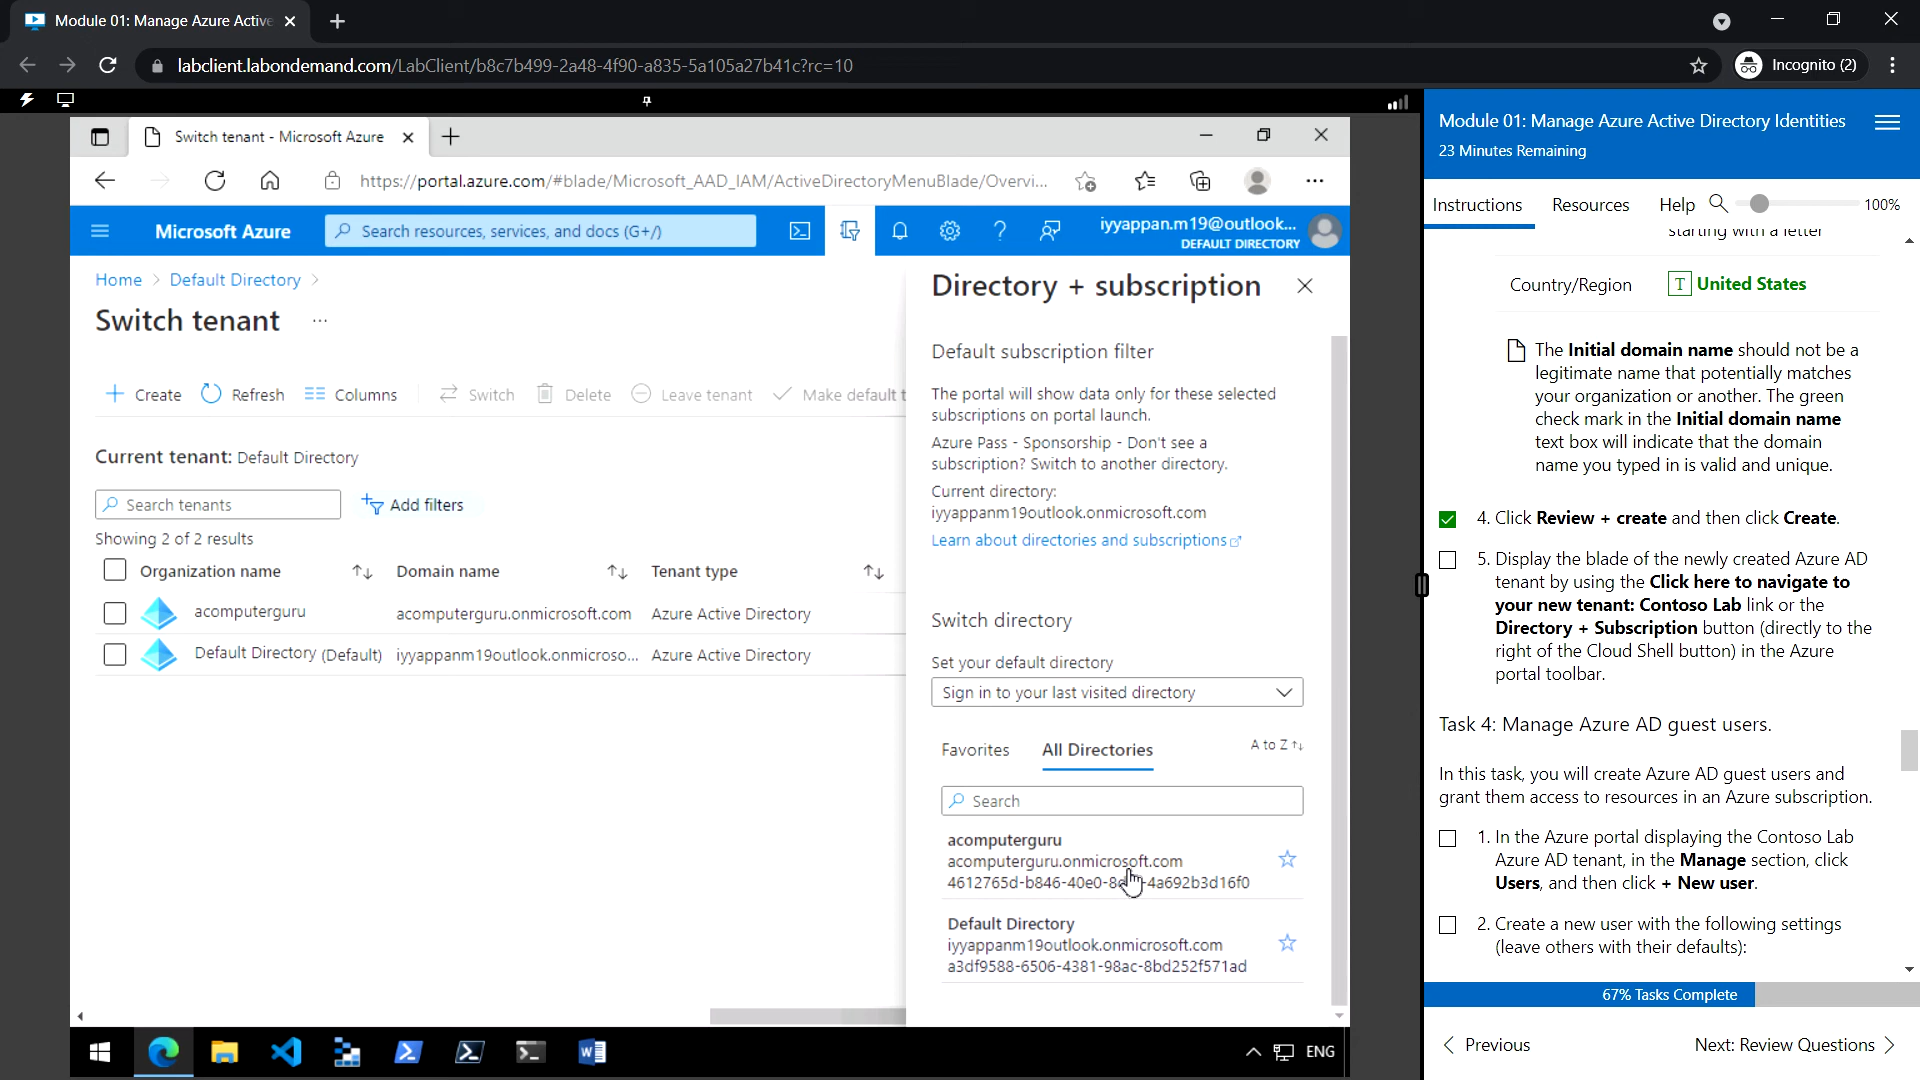 Module 01: Manage Azure Active
labclient.labondemand.com/LabClient/b8c7b499-2a48-4f90-a835-5a105a27b41c?rc=10
Incognito (2)
Switch tenant - Microsoft Azure
https://portal.azure.com/#blade/Microsoft_AAD_IAM/ActiveDirectoryMenuBlade/Overvi...
Microsoft Azure
Search resources, services, and docs (G+/)
iyyappan.m19@outlook...
DEFAULT DIRECTORY
Home > Default Directory >
Switch tenant ...
Create
Refresh
Columns
Switch
Delete
Leave tenant
Make default t
Current tenant: Default Directory
Search tenants
Add filters
Showing 2 of 2 results
Organization name
Domain name
Tenant type
acomputerguru
acomputerguru.onmicrosoft.com
Azure Active Directory
Default Directory (Default)
iyyappanm19outlook.onmicroso...
Azure Active Directory
Directory + subscription
Default subscription filter
The portal will show data only for these selected
subscriptions on portal launch.
Azure Pass - Sponsorship - Don't see a
subscription? Switch to another directory.
Current directory:
iyyappanm19outlook.onmicrosoft.com
Learn about directories and subscriptions
Switch directory
Set your default directory
Sign in to your last visited directory
Favorites
All Directories
A to Z
Search
acomputerguru
acomputerguru.onmicrosoft.com
Default Directory
iyyappanm19outlook.onmicrosoft.com
a3df9588-6506-4381-98ac-8bd252f571ad
ENG
Module 01: Manage Azure Active Directory Identities
23 Minutes Remaining
Instructions
Resources
Help
100%
starting with a letter
Country/Region
T United States
The Initial domain name should not be a
legitimate name that potentially matches
your organization or another. The green
check mark in the Initial domain name
text box will indicate that the domain
name you typed in is valid and unique.
4. Click Review + create and then click Create.
5. Display the blade of the newly created Azure AD
tenant by using the Click here to navigate to
your new tenant: Contoso Lab link or the
Directory + Subscription button (directly to the
right of the Cloud Shell button) in the Azure
portal toolbar.
Task 4: Manage Azure AD guest users.
In this task, you will create Azure AD guest users and
grant them access to resources in an Azure subscription.
1. In the Azure portal displaying the Contoso Lab
Azure AD tenant, in the Manage section, click
Users, and then click + New user.
2. Create a new user with the following settings
(leave others with their defaults):
67% Tasks Complete
Previous
Next: Review Questions